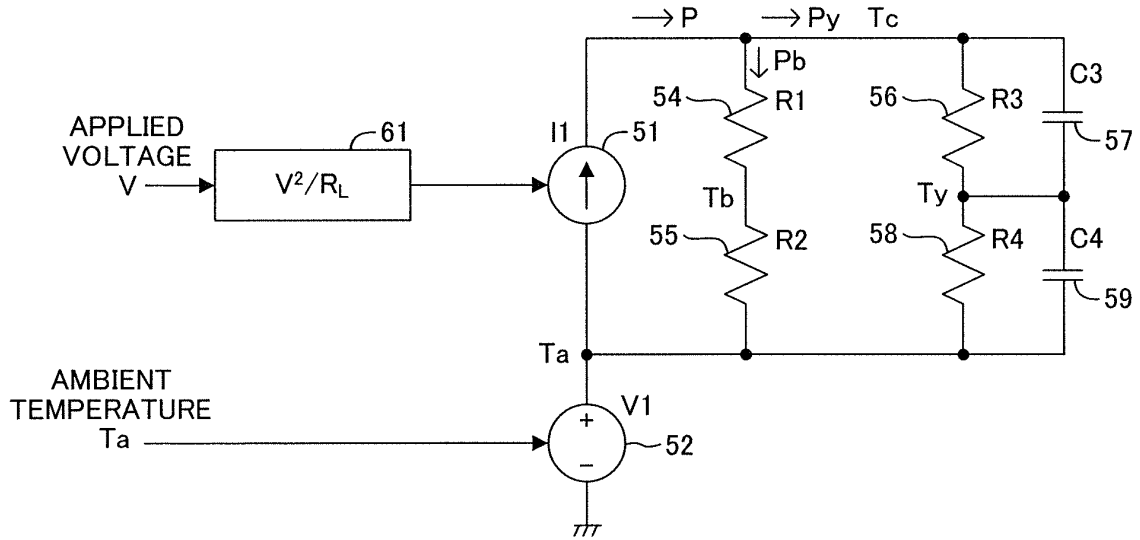 P
Py
Tc
Pb
C3
54
R1
56
R3
61
I1
51
57
APPLIED
VOLTAGE
V
V²/RL
Tb
Ty
55
R2
58
R4
C4
59
Ta
AMBIENT
TEMPERATURE
Ta
V1
+
−
52